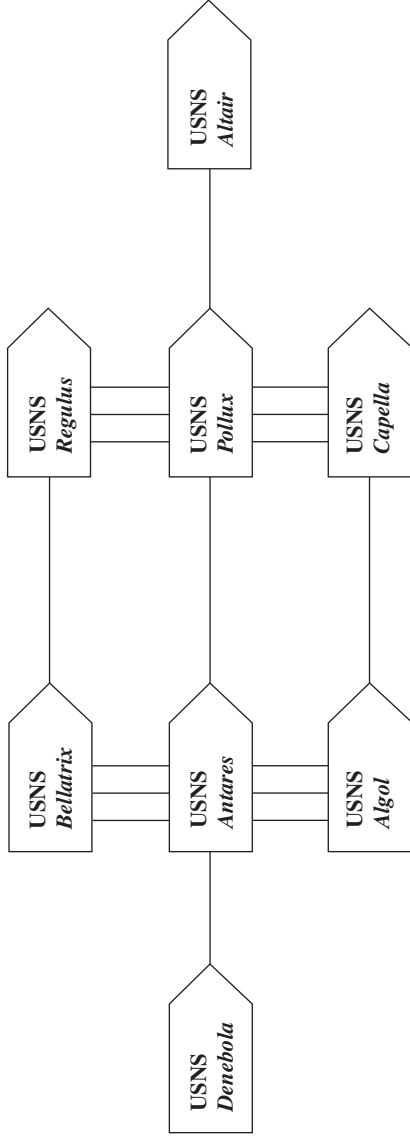 USNS
Altair
USNS
Regulus
USNS
Pollux
USNS
Capella
USNS
Bellatrix
USNS
Antares
USNS
Algol
USNS
Denebola